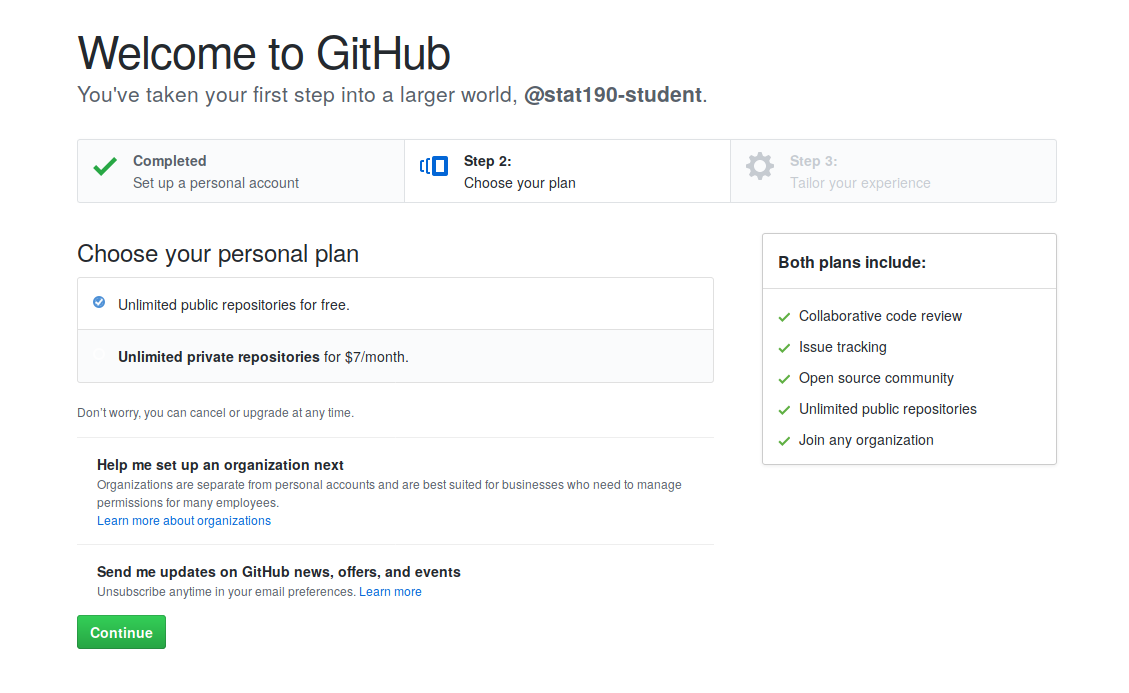 Welcome to GitHub
You've taken your first step into a larger world, @stat190-student.
Completed
Set up a personal account
Step 2:
Choose your plan
Step 3:
Tailor your experience
Choose your personal plan
Unlimited public repositories for free.
Unlimited private repositories for $7/month.
Don't worry, you can cancel or upgrade at any time.
Help me set up an organization next
Organizations are separate from personal accounts and are best suited for businesses who need to manage
permissions for many employees.
Learn more about organizations
Send me updates on GitHub news, offers, and events
Unsubscribe anytime in your email preferences. Learn more
Continue
Both plans include:
Collaborative code review
Issue tracking
Open source community
Unlimited public repositories
Join any organization